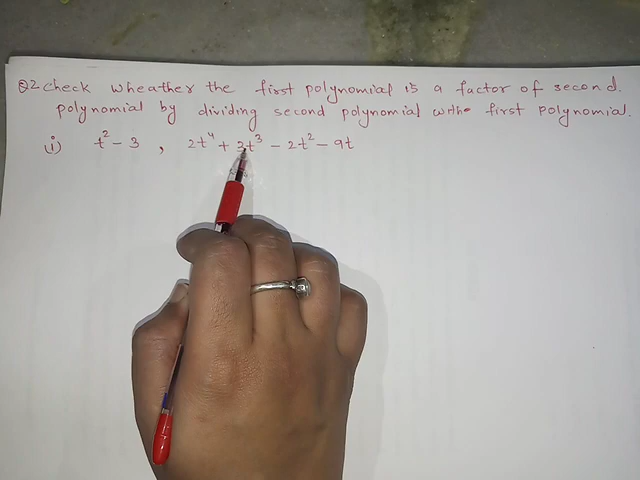 Q2 check wheather the first polynomial is a factor of second.
polynomial by dividing second polynomial with first polynomial.
(i) t² - 3 , 2t⁴ + 3t³ - 2t² - 9t